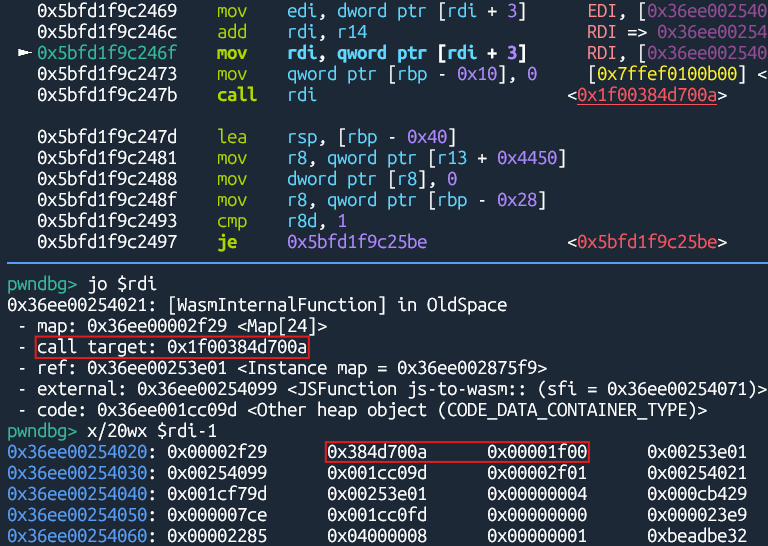 0x5bfd1f9c2469 mov edi, dword ptr [rdi + 3] EDI, [0x36ee002540
0x5bfd1f9c246c add rdi, r14 RDI => 0x36ee00254
► 0x5bfd1f9c246f mov rdi, qword ptr [rdi + 3] RDI, [0x36ee002540
0x5bfd1f9c2473 mov qword ptr [rbp - 0x10], 0 [0x7ffef0100b00] <
0x5bfd1f9c247b call rdi <0x1f00384d700a>
0x5bfd1f9c247d lea rsp, [rbp - 0x40]
0x5bfd1f9c2481 mov r8, qword ptr [r13 + 0x4450]
0x5bfd1f9c2488 mov dword ptr [r8], 0
0x5bfd1f9c248f mov r8, qword ptr [rbp - 0x28]
0x5bfd1f9c2493 cmp r8d, 1
0x5bfd1f9c2497 je 0x5bfd1f9c25be <0x5bfd1f9c25be>
pwndbg> jo $rdi
0x36ee00254021: [WasmInternalFunction] in OldSpace
- map: 0x36ee00002f29 <Map[24]>
- call target: 0x1f00384d700a
- ref: 0x36ee00253e01 <Instance map = 0x36ee002875f9>
- external: 0x36ee00254099 <JSFunction js-to-wasm:: (sfi = 0x36ee00254071)>
- code: 0x36ee001cc09d <Other heap object (CODE_DATA_CONTAINER_TYPE)>
pwndbg> x/20wx $rdi-1
0x36ee00254020: 0x00002f29 0x384d700a 0x00001f00 0x00253e01
0x36ee00254030: 0x00254099 0x001cc09d 0x00002f01 0x00254021
0x36ee00254040: 0x001cf79d 0x00253e01 0x00000004 0x000cb429
0x36ee00254050: 0x000007ce 0x001cc0fd 0x00000000 0x000023e9
0x36ee00254060: 0x00002285 0x04000008 0x00000001 0xbeadbe32